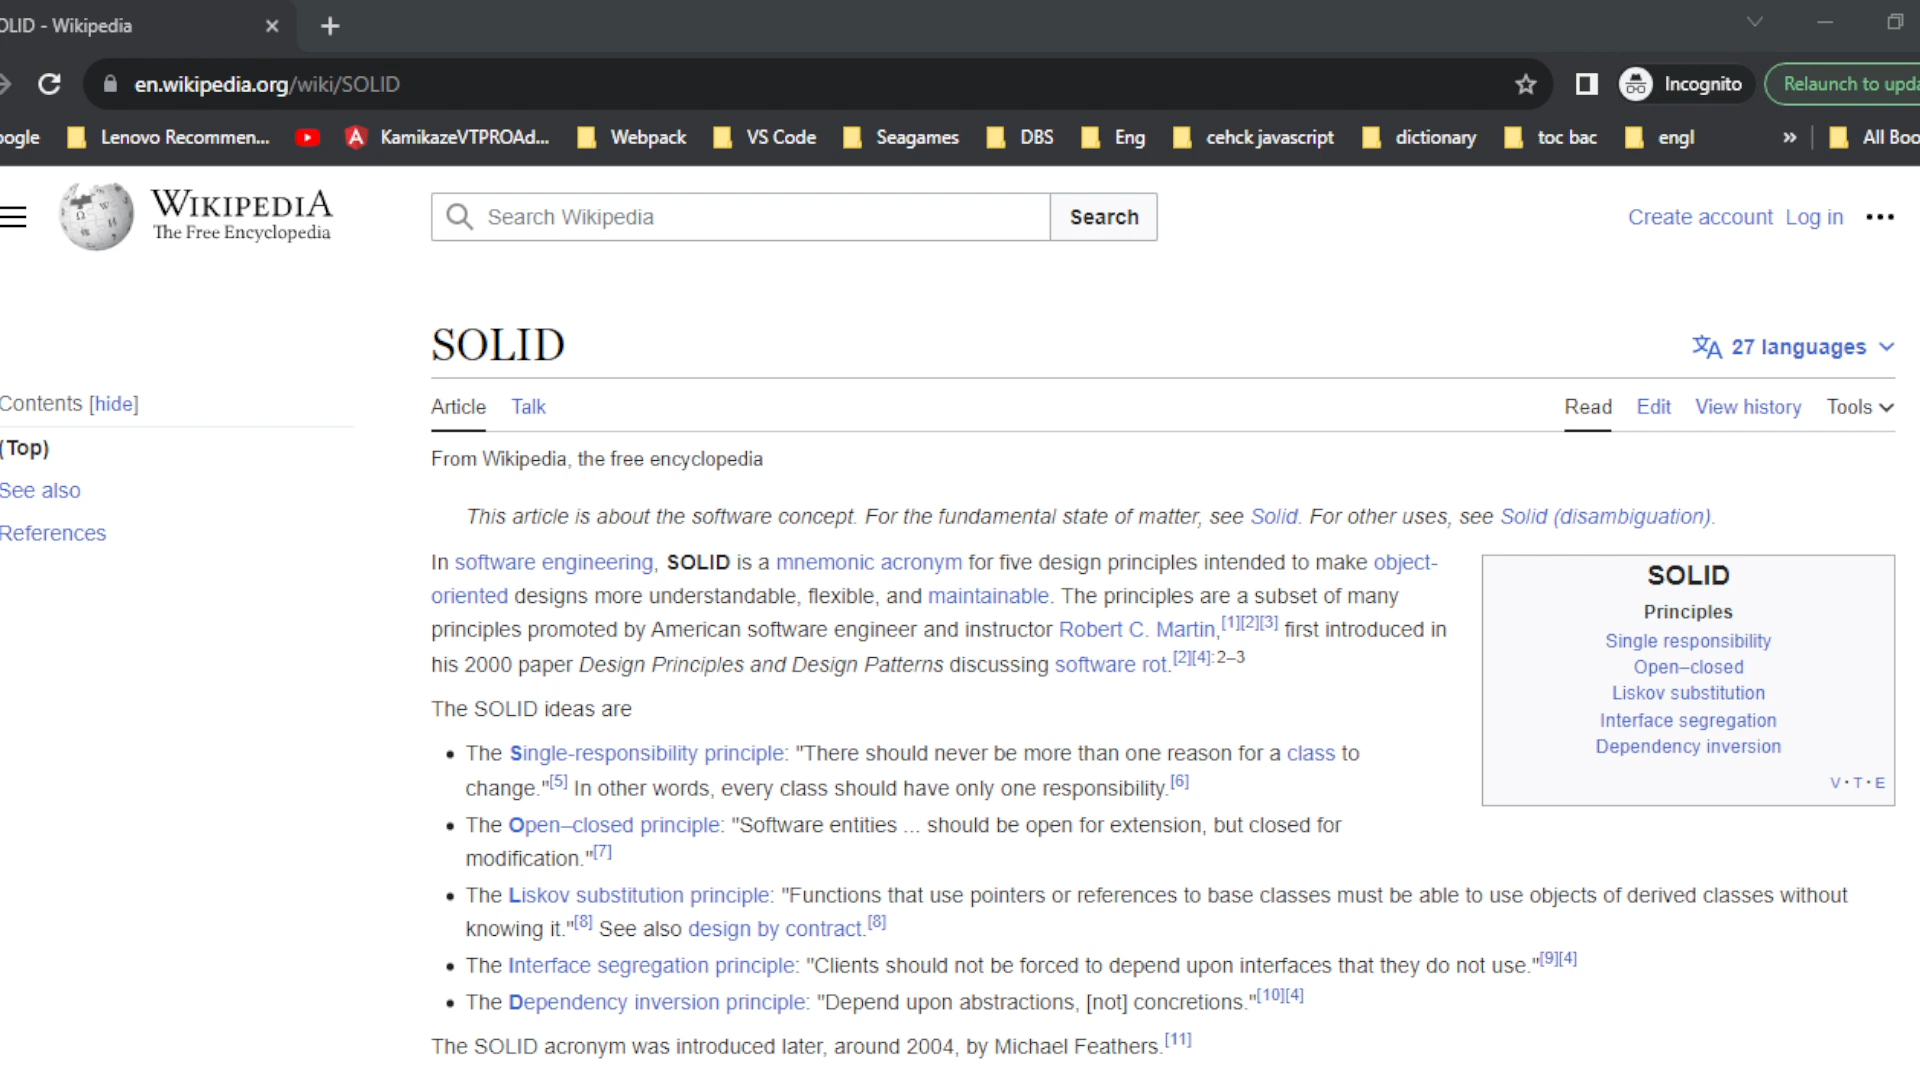 OLID - Wikipedia
en.wikipedia.org/wiki/SOLID
Incognito
Relaunch to upda
oogle
Lenovo Recommen...
KamikazeVTPROAd...
Webpack
VS Code
Seagames
DBS
Eng
cehck javascript
dictionary
toc bac
engl
»
All Boo
WIKIPEDIA
The Free Encyclopedia
Search Wikipedia
Search
Create account
Log in
SOLID
27 languages
Contents [hide]
(Top)
See also
References
Article
Talk
Read
Edit
View history
Tools
From Wikipedia, the free encyclopedia
This article is about the software concept. For the fundamental state of matter, see Solid. For other uses, see Solid (disambiguation).
In software engineering, SOLID is a mnemonic acronym for five design principles intended to make object-
oriented designs more understandable, flexible, and maintainable. The principles are a subset of many
principles promoted by American software engineer and instructor Robert C. Martin,[1][2][3] first introduced in
his 2000 paper Design Principles and Design Patterns discussing software rot.[2][4]:2–3
The SOLID ideas are
• The Single-responsibility principle: "There should never be more than one reason for a class to
change."[5] In other words, every class should have only one responsibility.[6]
• The Open–closed principle: "Software entities ... should be open for extension, but closed for
modification."[7]
• The Liskov substitution principle: "Functions that use pointers or references to base classes must be able to use objects of derived classes without
knowing it."[8] See also design by contract.[8]
• The Interface segregation principle: "Clients should not be forced to depend upon interfaces that they do not use."[9][4]
• The Dependency inversion principle: "Depend upon abstractions, [not] concretions."[10][4]
The SOLID acronym was introduced later, around 2004, by Michael Feathers.[11]
SOLID
Principles
Single responsibility
Open–closed
Liskov substitution
Interface segregation
Dependency inversion
V·T·E